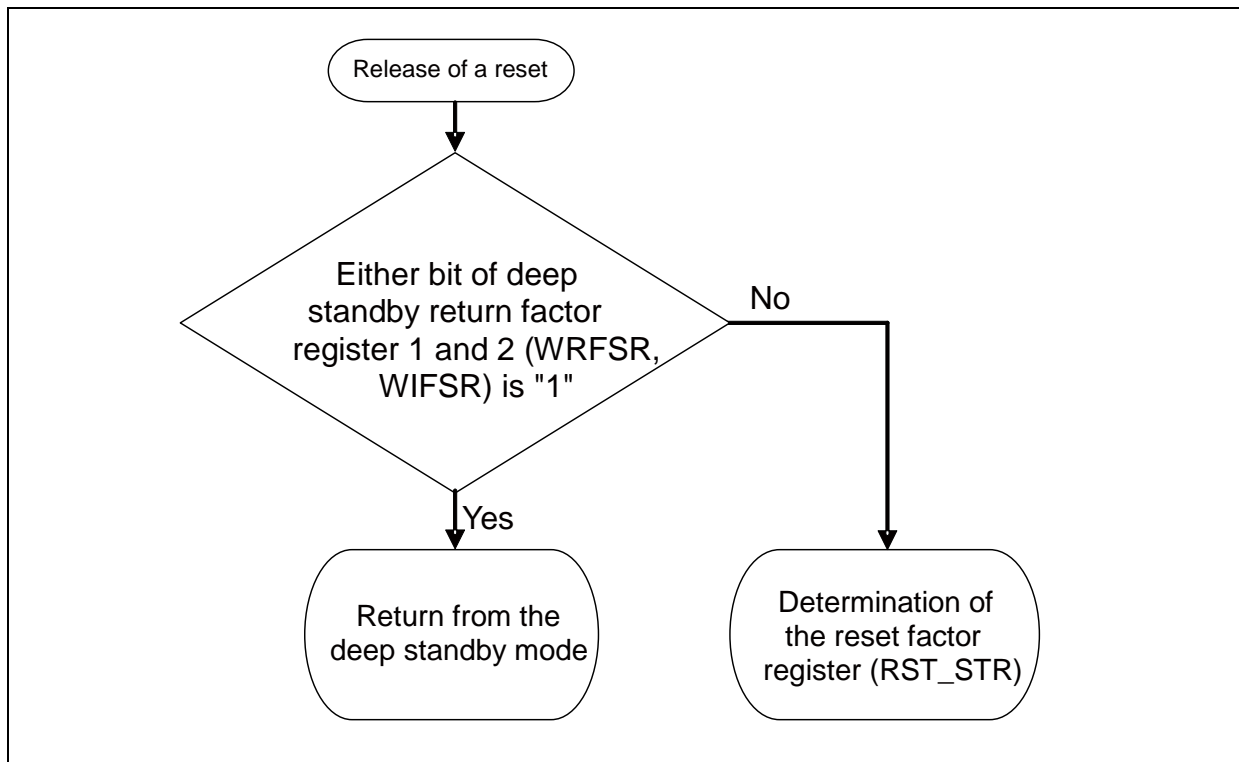 Release of a reset
Either bit of deep
standby return factor
register 1 and 2 (WRFSR,
WIFSR) is "1"
No
Yes
Return from the
deep standby mode
Determination of
the reset factor
register (RST_STR)